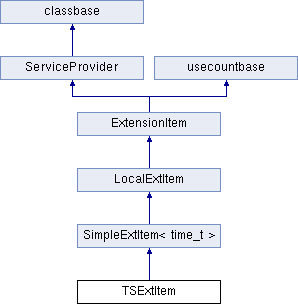 classbase
ServiceProvider
usecountbase
ExtensionItem
LocalExtItem
SimpleExtItem< time_t >
TSExtItem